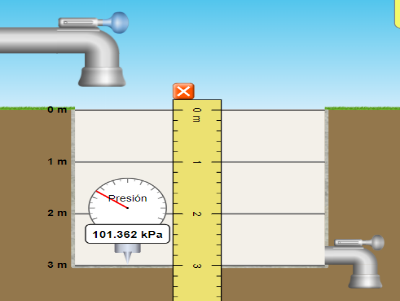 0 m
0 m
1 m
1
Presión
2 m
2
101.362 kPa
3 m
3